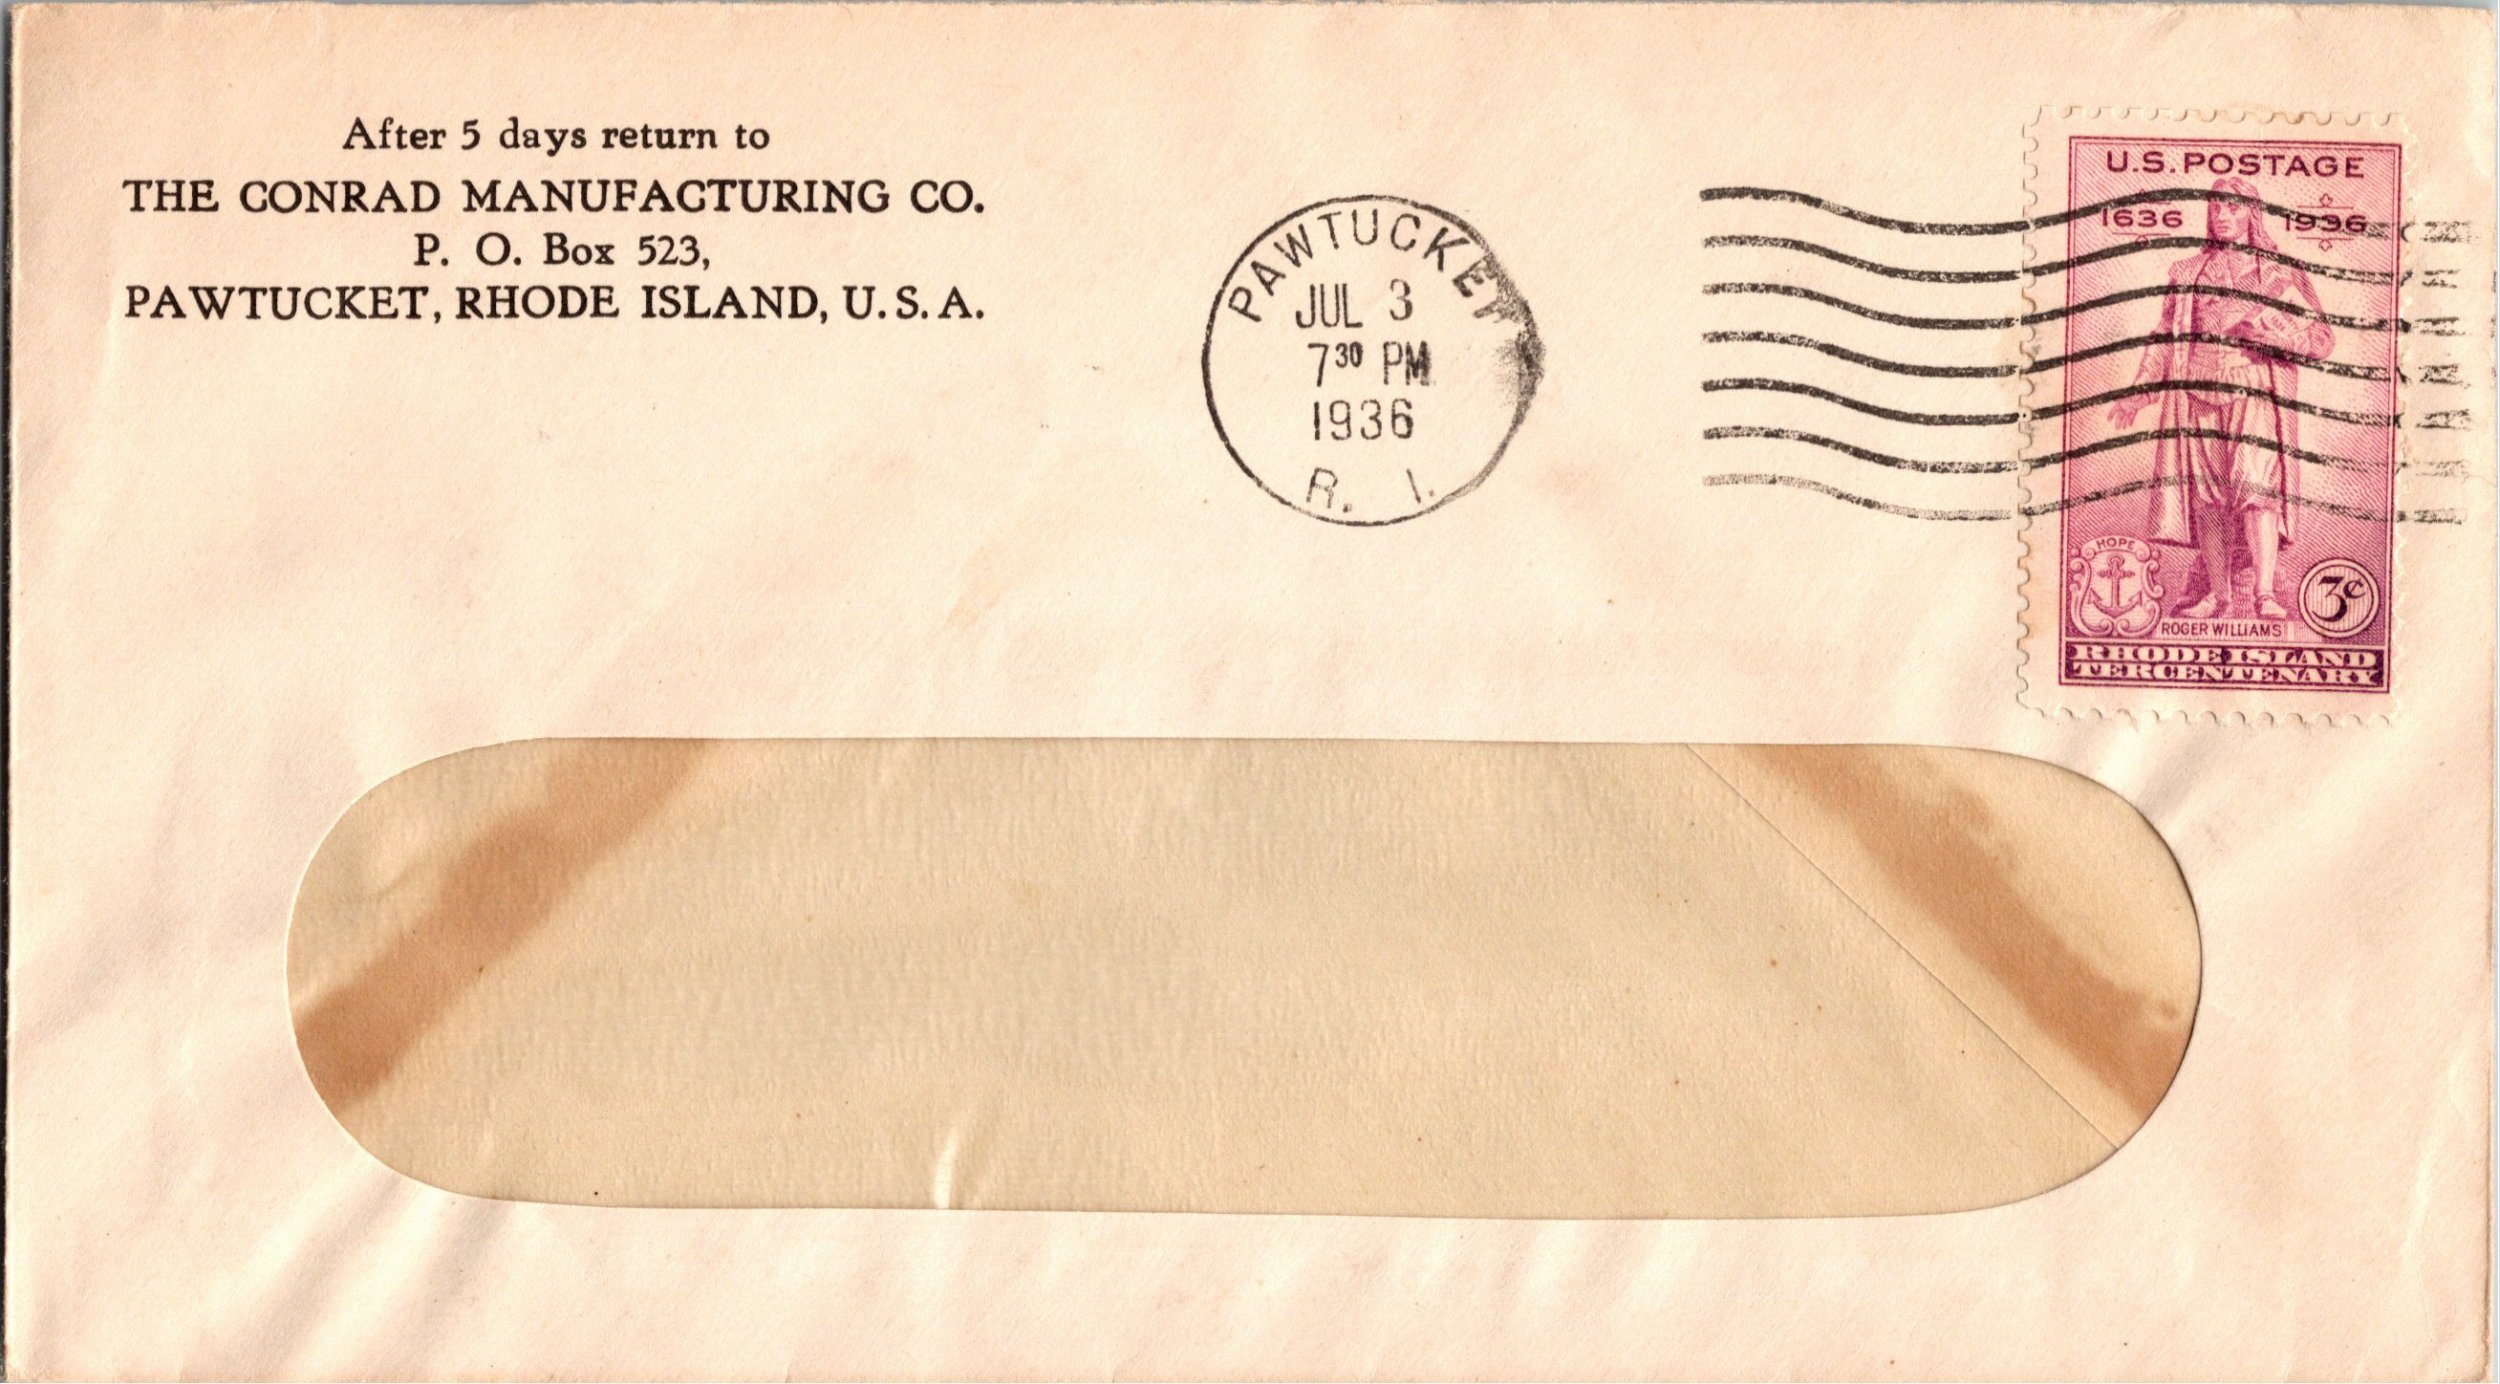 After 5 days return to
THE CONRAD MANUFACTURING CO.
P. O. Box 523,
PAWTUCKET, RHODE ISLAND, U.S.A.
PAWTUCKET
JUL 3
7 30 PM
1936
R. I.
U.S. POSTAGE
1636 1936
HOPE
3¢
ROGER WILLIAMS
RHODE ISLAND
TERCENTENARY